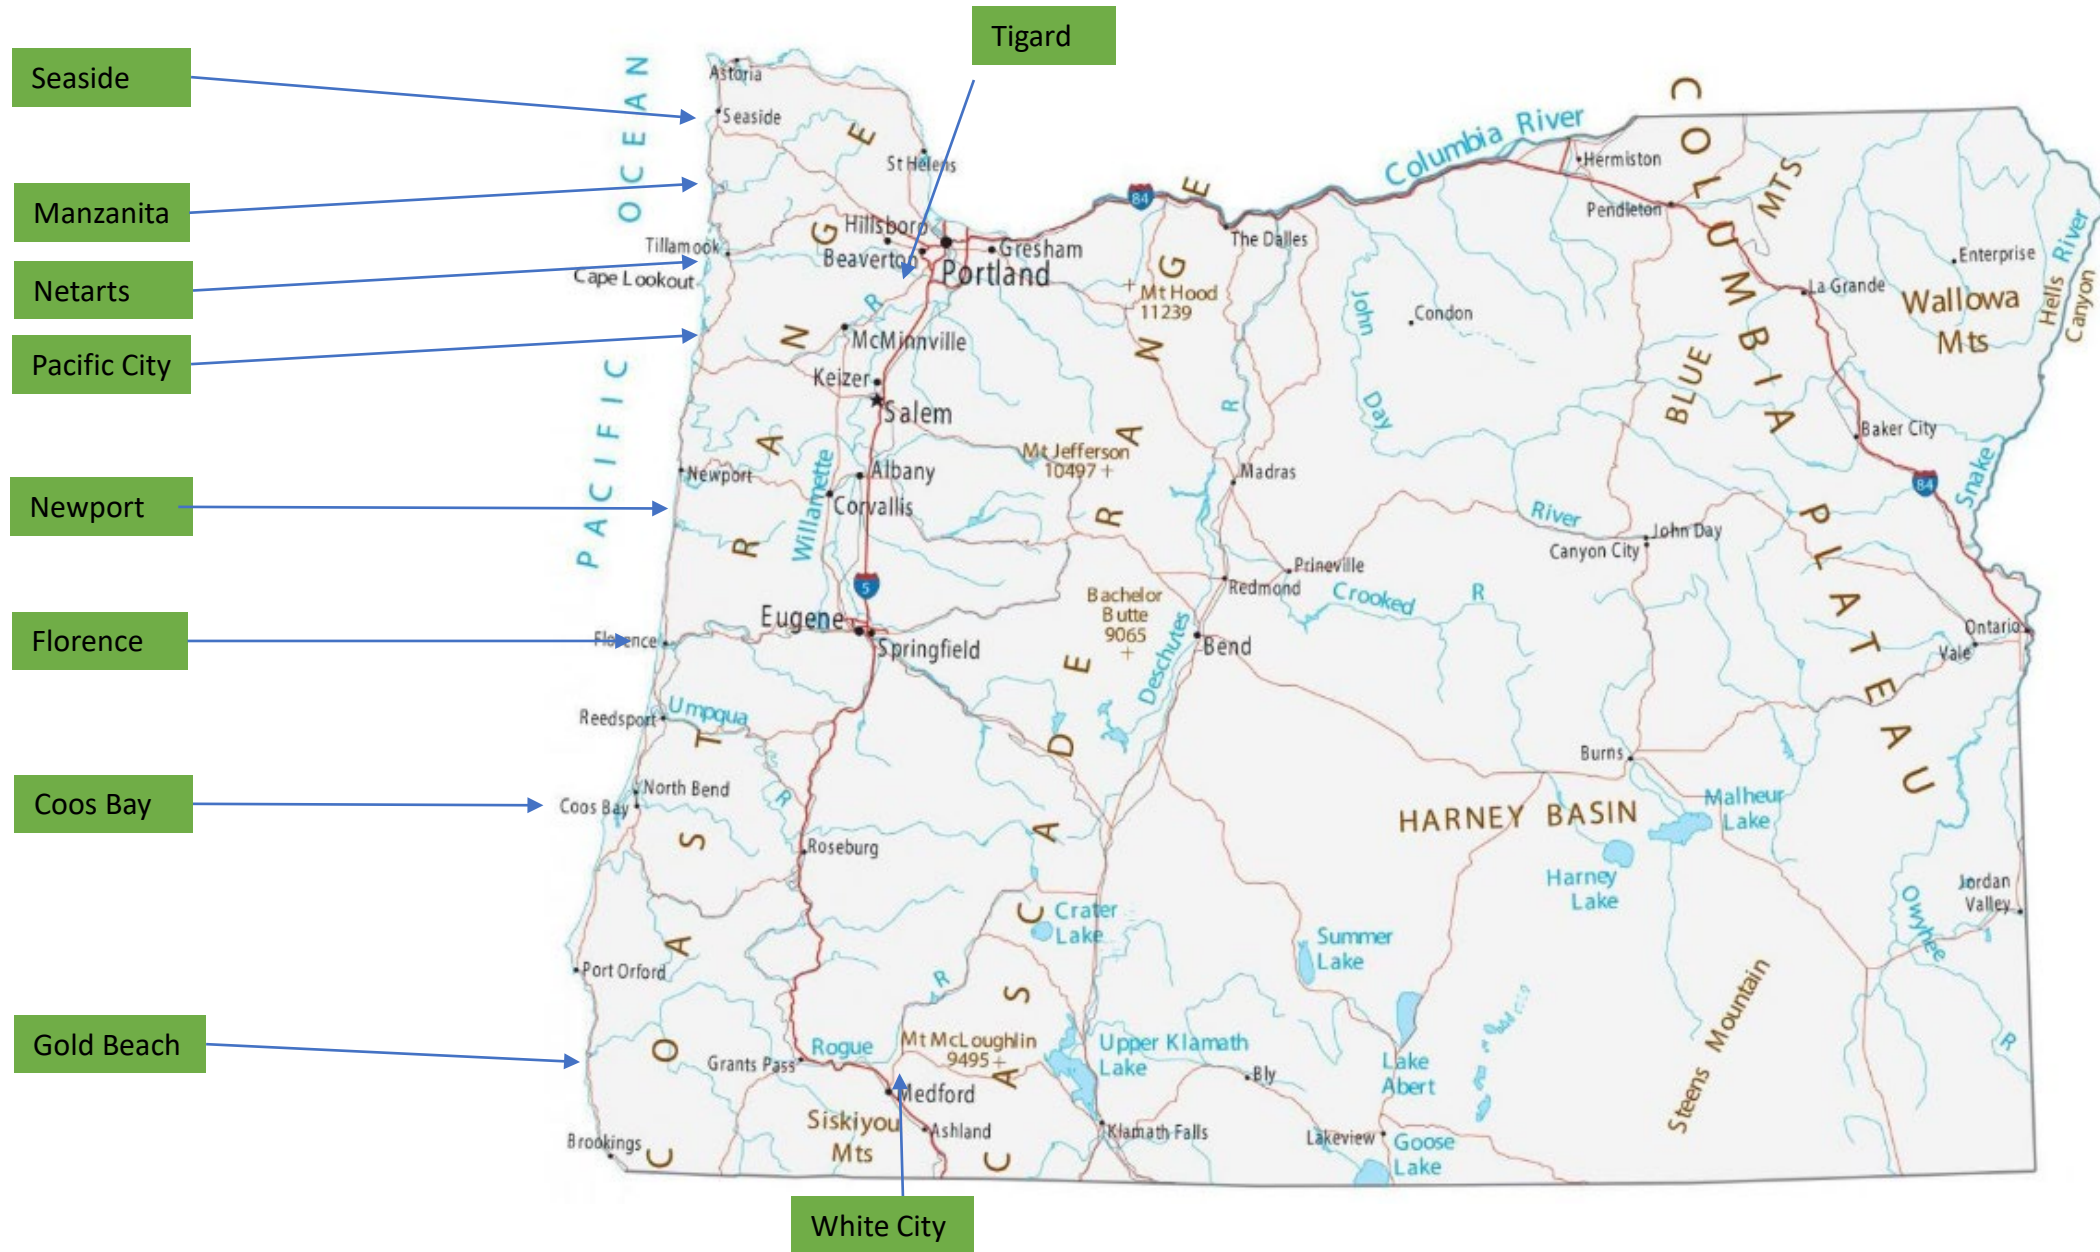 Tigard
Seaside
Manzanita
Netarts
Pacific City
Newport
Florence
Coos Bay
Gold Beach
White City
PACIFIC OCEAN
Astoria
Seaside
St Helens
Hillsboro
Beaverton
Portland
Gresham
Tillamook
Cape Lookout
R
McMinnville
Keizer
Salem
Newport
Willamette
Albany
Corvallis
5
Eugene
Springfield
Florence
Reedsport
Umpqua
R
North Bend
Coos Bay
Roseburg
Port Orford
Grants Pass
Rogue
R
Medford
Siskiyou
Mts
Ashland
Brookings
COAST RANGE
Columbia River
84
The Dalles
Mt Hood
11239
Mt Jefferson
10497
Bachelor
Butte
9065
Mt McLoughlin
9495
CASCADE RANGE
Deschutes
R
Madras
Redmond
Prineville
Bend
Crooked
R
John
Day
River
Condon
Hermiston
Pendleton
La Grande
Enterprise
Wallowa
Mts
Hells
Canyon
River
Snake
Baker City
84
BLUE
MTS
COLUMBIA PLATEAU
John Day
Canyon City
Ontario
Vale
Burns
HARNEY BASIN
Malheur
Lake
Harney
Lake
Jordan
Valley
Owyhee
R
Steens Mountain
Summer
Lake
Lake
Abert
Crater
Lake
Upper Klamath
Lake
Bly
Klamath Falls
Lakeview
Goose
Lake